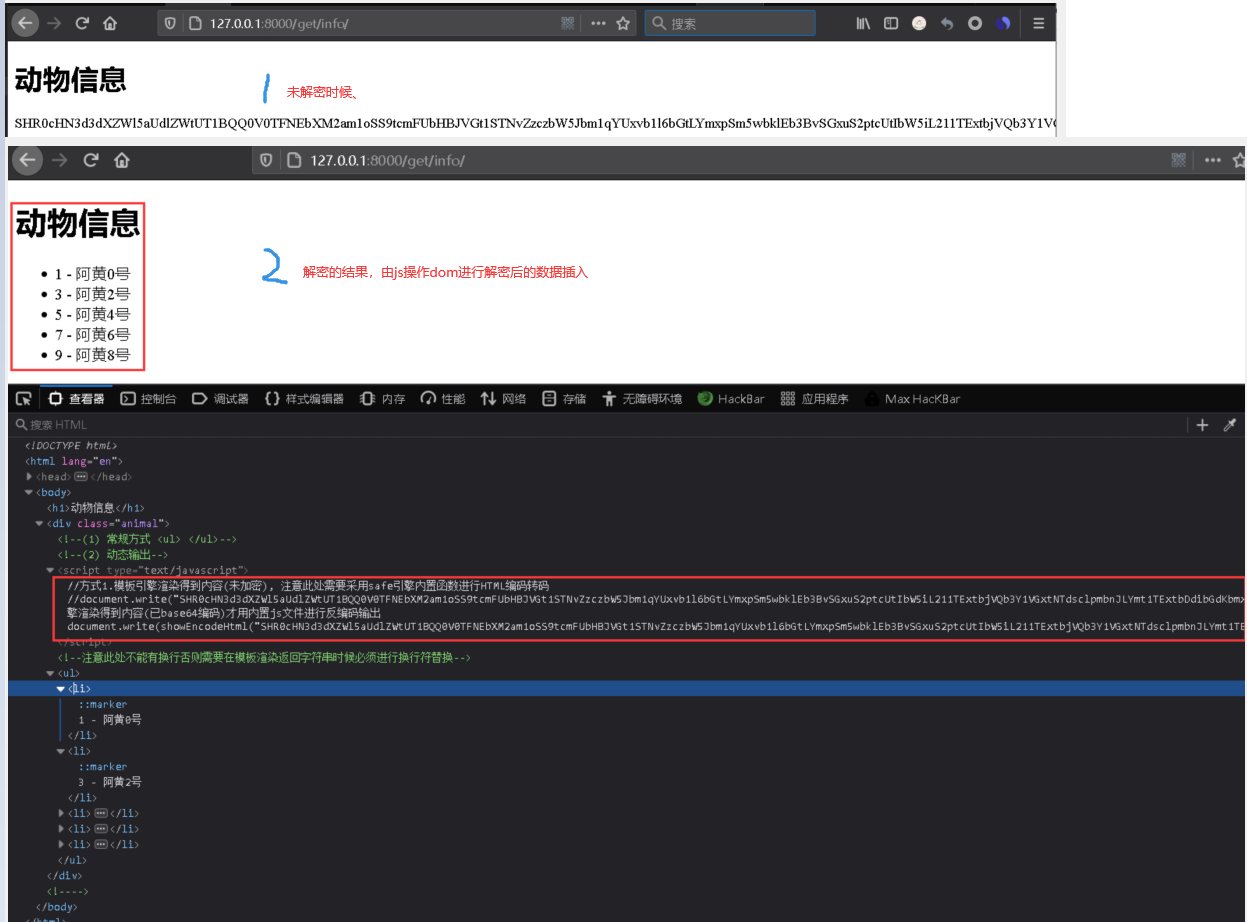 127.0.0.1:8000/get/info/
搜索
动物信息
1 未解密时候、
127.0.0.1:8000/get/info/
动物信息
1 - 阿黄0号
3 - 阿黄2号
5 - 阿黄4号
7 - 阿黄6号
9 - 阿黄8号
2 解密的结果，由js操作dom进行解密后的数据插入
查看器 控制台 调试器 样式编辑器 内存 性能 网络 存储 无障碍环境 HackBar 应用程序 Max HacKBar
搜索 HTML
<!DOCTYPE html>
<html lang="en">
<head></head>
<body>
<h1>动物信息</h1>
<div class="animal">
<!--(1) 常规方式 <ul> </ul>-->
<!--(2) 动态输出-->
<script type="text/javascript">
//方式1.模板引擎渲染得到内容(未加密), 注意此处需要采用safe引擎内置函数进行HTML编码转码
//document.write("
擎渲染得到内容(已base64编码)才用内置js文件进行反编码输出
document.write(showEncodeHtml("
</script>
<!--注意此处不能有换行否则需要在模板渲染返回字符串时候必须进行换行符替换-->
<ul>
<li>
::marker
1 - 阿黄0号
</li>
<li>
::marker
3 - 阿黄2号
</li>
<li></li>
<li></li>
<li></li>
</ul>
</div>
<!---->
</body>
</html>